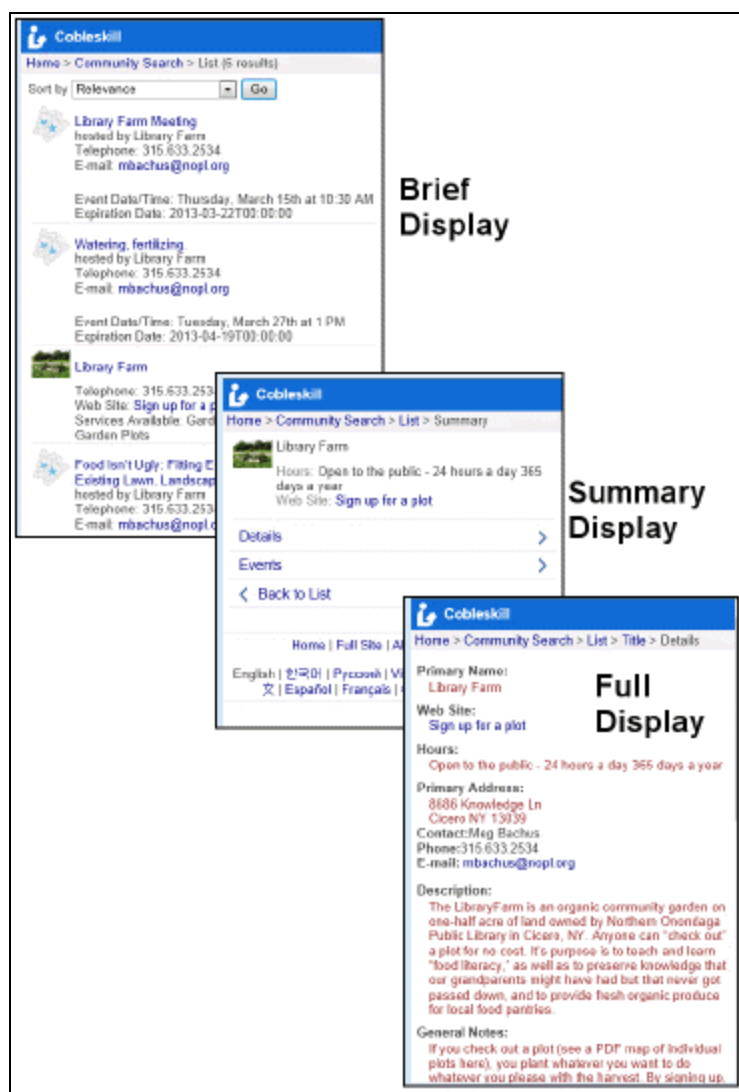 Cobleskill
Home > Community Search > List (6 results)
Sort by Relevance Go
Library Farm Meeting
hosted by Library Farm
Telephone: 315.633.2534
E-mail: mbachus@nopl.org
Event Date/Time: Thursday, March 15th at 10:30 AM
Expiration Date: 2013-03-22T00:00:00
Watering, fertilizing.
hosted by Library Farm
Telephone: 315.633.2534
E-mail: mbachus@nopl.org
Event Date/Time: Tuesday, March 27th at 1 PM
Expiration Date: 2013-04-19T00:00:00
Library Farm
Telephone: 315.633.253
Web Site: Sign up for a p
Services Available: Gard
Garden Plots
Food Isn't Ugly: Fitting E
Existing Lawn, Landscap
hosted by Library Farm
Telephone: 315.633.253
E-mail: mbachus@nopl.o
Brief
Display
Cobleskill
Home > Community Search > List > Summary
Library Farm
Hours: Open to the public - 24 hours a day 365
days a year
Web Site: Sign up for a plot
Details
Events
Back to List
Home | Full Site | A
English | 한국어 | Русский | Vi
文 | Español | Français |
Summary
Display
Cobleskill
Home > Community Search > List > Title > Details
Primary Name:
Library Farm
Web Site:
Sign up for a plot
Hours:
Open to the public - 24 hours a day 365 days a year
Primary Address:
8686 Knowledge Ln
Cicero NY 13039
Contact:Meg Bachus
Phone:315.633.2534
E-mail: mbachus@nopl.org
Description:
The LibraryFarm is an organic community garden on
one-half acre of land owned by Northern Onondaga
Public Library in Cicero, NY. Anyone can "check out"
a plot for no cost. It's purpose is to teach and learn
"food literacy," as well as to preserve knowledge that
our grandparents might have had but that never got
passed down, and to provide fresh organic produce
for local food pantries.
General Notes:
If you check out a plot (see a PDF map of individual
plots here), you plant whatever you want to do
whatever you please with the harvest. By signing up,
Full
Display